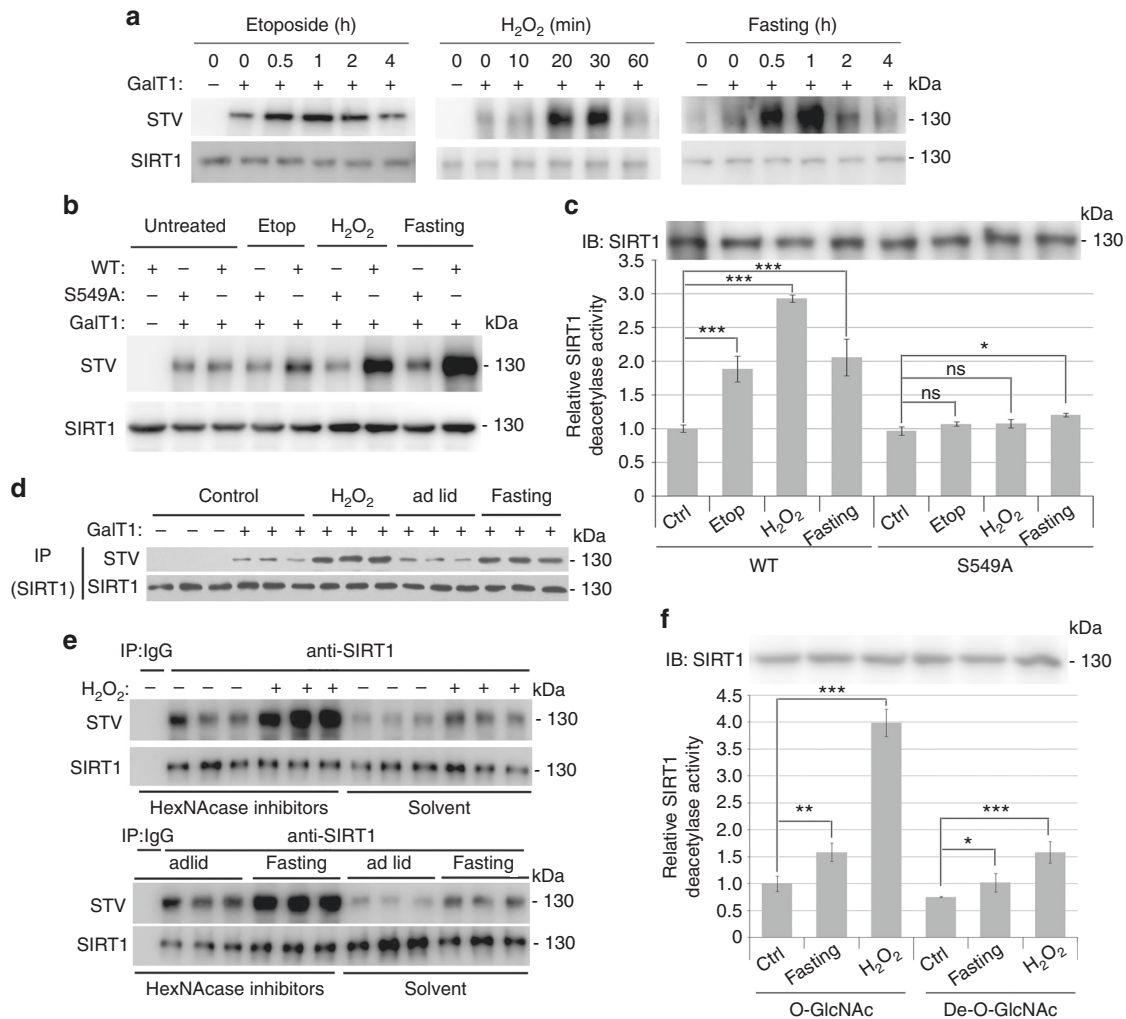 a
Etoposide (h) H2O2 (min) Fasting (h)
0 0 0.5 1 2 4 0 0 10 20 30 60 0 0 0.5 1 2 4
GalT1: – + + + + + – + + + + + – + + + + + kDa
STV - 130
SIRT1 - 130
b
Untreated Etop H2O2 Fasting
WT: + – + – + – + – +
S549A: – + – + – + – + –
GalT1: – + + + + + + + + kDa
STV - 130
SIRT1 - 130
c
kDa
IB: SIRT1 - 130
Relative SIRT1
deacetylase activity
3.5
3.0
2.5
2.0
1.5
1.0
0.5
0
*** *** *** ns ns *
Ctrl Etop H2O2 Fasting Ctrl Etop H2O2 Fasting
WT S549A
d
Control H2O2 ad lid Fasting
GalT1: – – – + + + + + + + + + + + + kDa
IP
(SIRT1)
STV - 130
SIRT1 - 130
e
IP:IgG anti-SIRT1
H2O2: – – – – + + + – – – + + + kDa
STV - 130
SIRT1 - 130
HexNAcase inhibitors Solvent
IP:IgG anti-SIRT1
adlid Fasting ad lid Fasting
kDa
STV - 130
SIRT1 - 130
HexNAcase inhibitors Solvent
f
kDa
IB: SIRT1 - 130
Relative SIRT1
deacetylase activity
4.5
4.0
3.5
3.0
2.5
2.0
1.5
1.0
0.5
0
** *** * ***
Ctrl Fasting H2O2 Ctrl Fasting H2O2
O-GlcNAc De-O-GlcNAc